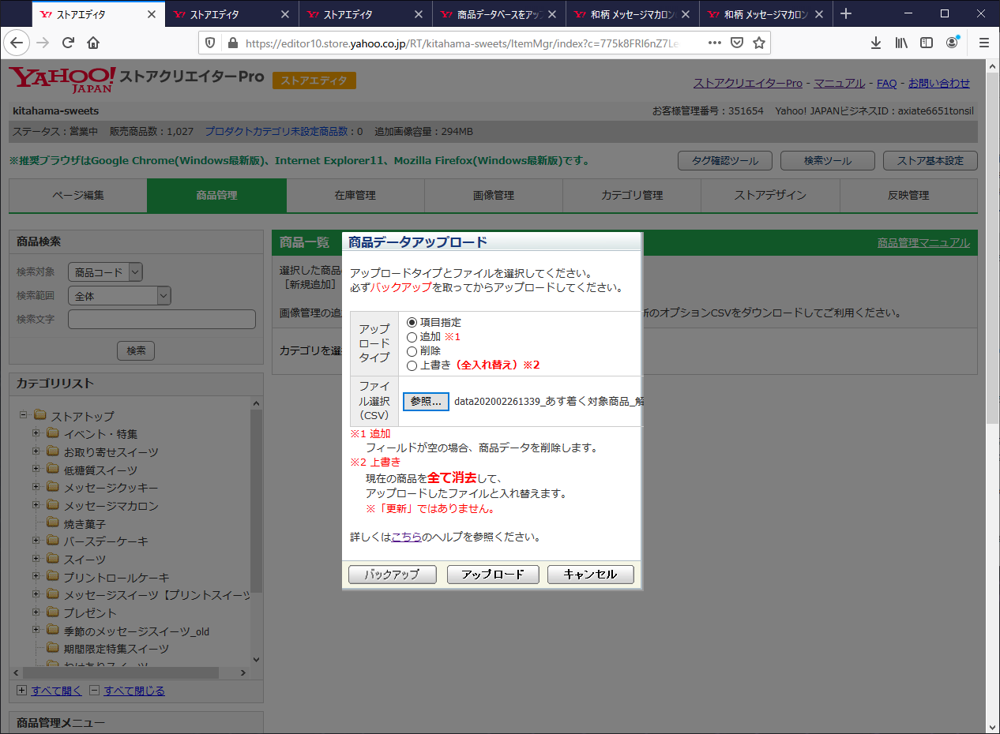 ストアエディタ
ストアエディタ
ストアエディタ
商品データベースをアッ
和柄 メッセージマカロン
和柄 メッセージマカロン
https://editor10.store.yahoo.co.jp/RT/kitahama-sweets/ItemMgr/index?c=775k8FRl6nZ7Le
YAHOO! JAPAN ストアクリエイターPro ストアエディタ
ストアクリエイターPro - マニュアル - FAQ - お問い合わせ
kitahama-sweets
お客様管理番号：351654 Yahoo! JAPANビジネスID：axiate6651tonsil
ステータス：営業中 販売商品数：1,027 プロダクトカテゴリ未設定商品数：0 追加画像容量：294MB
※推奨ブラウザはGoogle Chrome(Windows最新版)、Internet Explorer11、Mozilla Firefox(Windows最新版)です。
タグ確認ツール 検索ツール ストア基本設定
ページ編集 商品管理 在庫管理 画像管理 カテゴリ管理 ストアデザイン 反映管理
商品検索
検索対象 商品コード
検索範囲 全体
検索文字
検索
カテゴリリスト
ストアトップ
イベント・特集
お取り寄せスイーツ
低糖質スイーツ
メッセージクッキー
メッセージマカロン
焼き菓子
バースデーケーキ
スイーツ
プリントロールケーキ
メッセージスイーツ【プリントスイーツ
プレゼント
季節のメッセージスイーツ_old
期間限定特集スイーツ
わけありスイーツ
すべて開く すべて閉じる
商品管理メニュー
商品一覧
商品管理マニュアル
選択した商品
［新規追加］
画像管理の追
新のオプションCSVをダウンロードしてご利用ください。
カテゴリを選
商品データアップロード
アップロードタイプとファイルを選択してください。
必ずバックアップを取ってからアップロードしてください。
アップ
ロード
タイプ
項目指定
追加 ※1
削除
上書き（全入れ替え）※2
ファイ
ル選択
（CSV）
参照... data202002261339_あす着く対象商品_解
※1 追加
フィールドが空の場合、商品データを削除します。
※2 上書き
現在の商品を全て消去して、
アップロードしたファイルと入れ替えます。
※「更新」ではありません。
詳しくはこちらのヘルプを参照ください。
バックアップ アップロード キャンセル